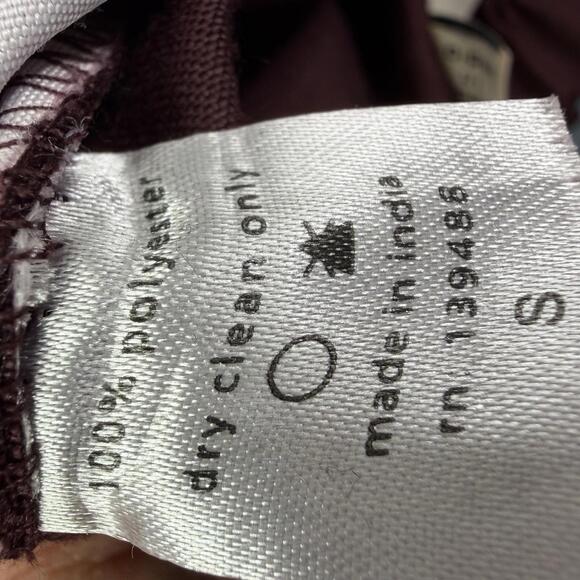 100% polyester
dry clean only
made in india
rn. 139488
S